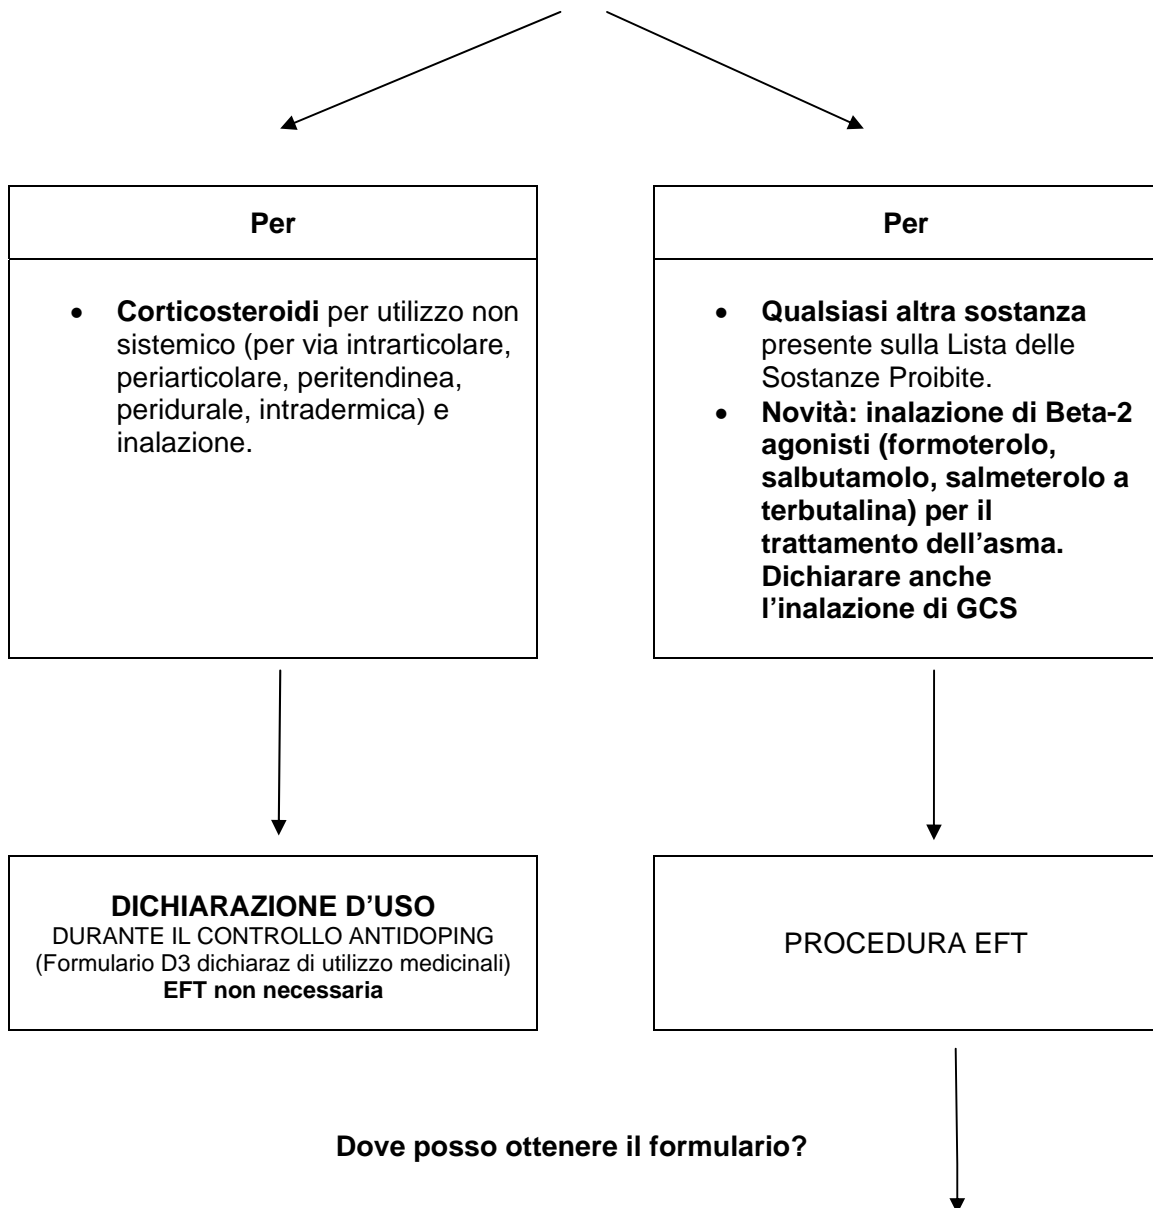 Per
• Corticosteroidi per utilizzo non
sistemico (per via intrarticolare,
periarticolare, peritendinea,
peridurale, intradermica) e
inalazione.
Per
• Qualsiasi altra sostanza
presente sulla Lista delle
Sostanze Proibite.
• Novità: inalazione di Beta-2
agonisti (formoterolo,
salbutamolo, salmeterolo a
terbutalina) per il
trattamento dell’asma.
Dichiarare anche
l’inalazione di GCS
DICHIARAZIONE D’USO
DURANTE IL CONTROLLO ANTIDOPING
(Formulario D3 dichiaraz di utilizzo medicinali)
EFT non necessaria
PROCEDURA EFT
Dove posso ottenere il formulario?